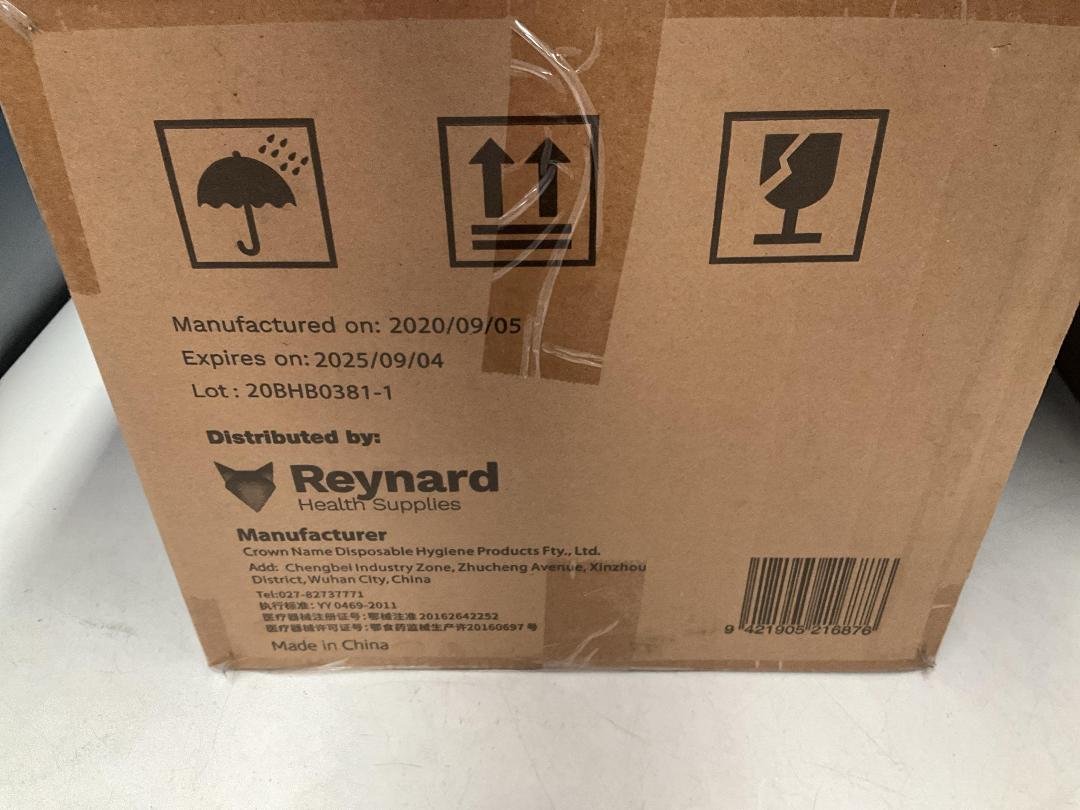 Manufactured on: 2020/09/05
Expires on: 2025/09/04
Lot : 20BHB0381-1
Distributed by:
Reynard
Health Supplies
Manufacturer
Crown Name Disposable Hygiene Products Fty., Ltd.
Add: Chengbei Industry Zone, Zhucheng Avenue, Xinzhou
District, Wuhan City, China
Tel:027-82737771
执行标准: YY 0469-2011
医疗器械注册证号: 鄂械注准 20162642252
医疗器械许可证号: 鄂食药监械生产许20160697 号
Made in China
9 421905 216876